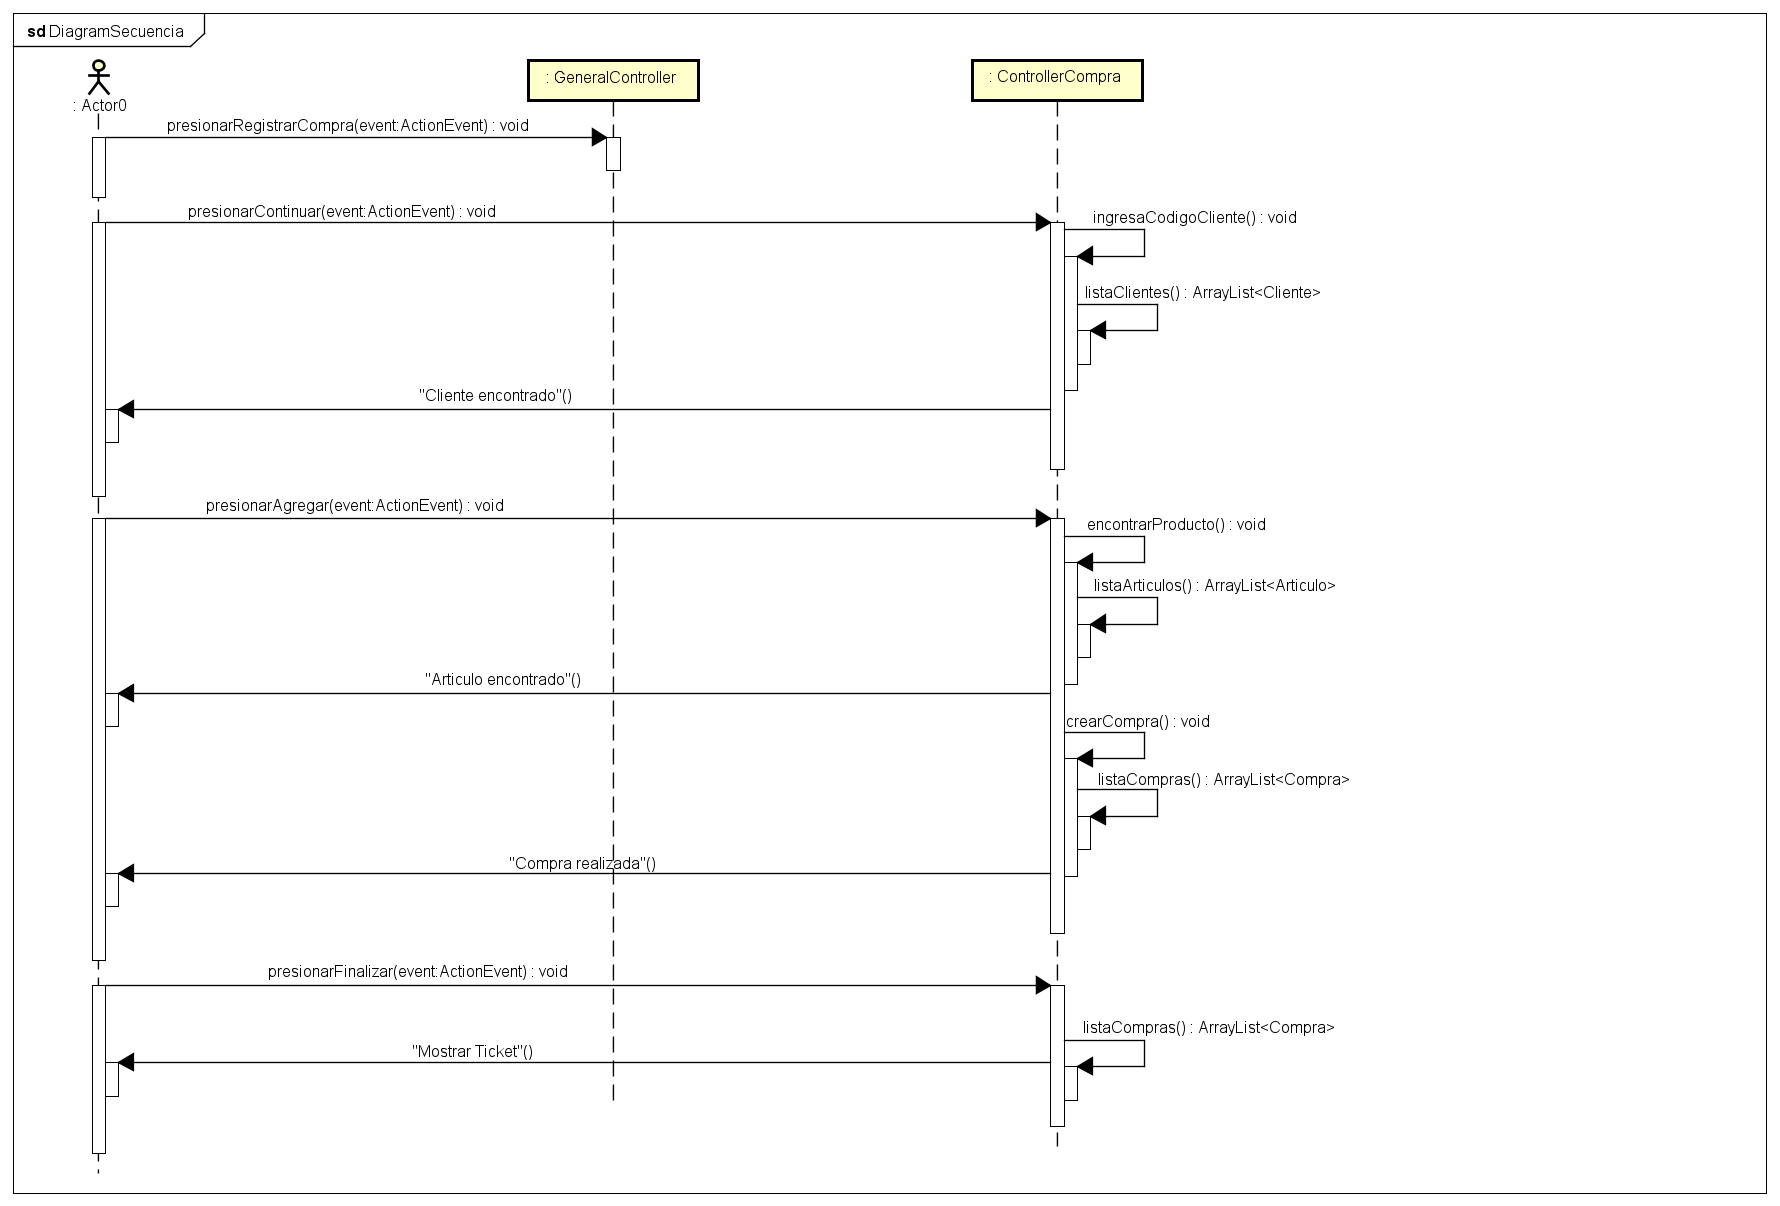 sd DiagramSecuencia
: Actor0
: GeneralController
: ControllerCompra
presionarRegistrarCompra(event:ActionEvent) : void
presionarContinuar(event:ActionEvent) : void
ingresaCodigoCliente() : void
listaClientes() : ArrayList<Cliente>
"Cliente encontrado"()
presionarAgregar(event:ActionEvent) : void
encontrarProducto() : void
listaArticulos() : ArrayList<Articulo>
"Articulo encontrado"()
crearCompra() : void
listaCompras() : ArrayList<Compra>
"Compra realizada"()
presionarFinalizar(event:ActionEvent) : void
listaCompras() : ArrayList<Compra>
"Mostrar Ticket"()